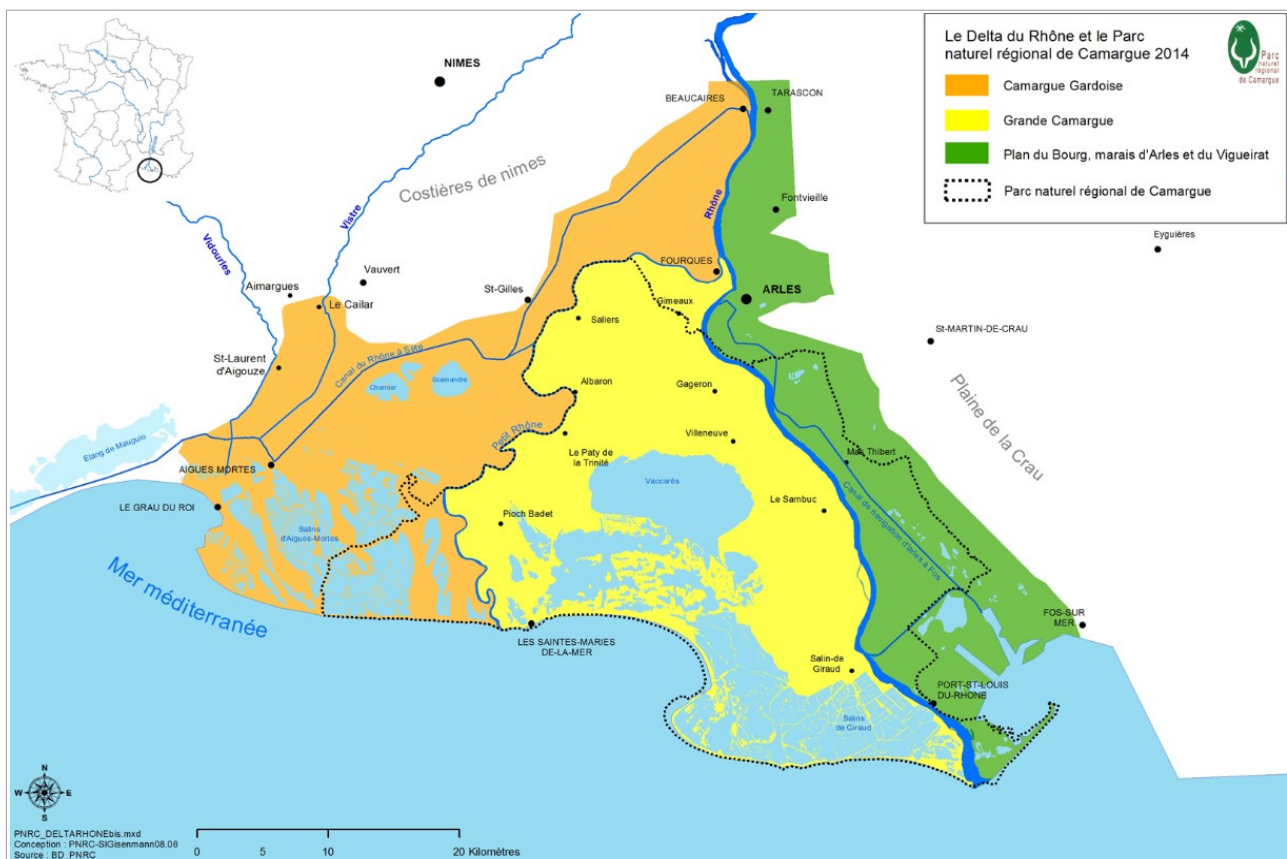 Le Delta du Rhône et le Parc
naturel régional de Camargue 2014
Parc
naturel
régional
de Camargue
Camargue Gardoise
Grande Camargue
Plan du Bourg, marais d'Arles et du Vigueirat
Parc naturel régional de Camargue
NIMES
BEAUCAIRES
TARASCON
Costières de nimes
Rhône
Vistre
Vidourles
Fontvieille
Eyguières
FOURQUES
Vauvert
Aimargues
St-Gilles
ARLES
Gimeaux
Le Cailar
Saliers
St-MARTIN-DE-CRAU
St-Laurent
d'Aigouze
Canal du Rhône à Sète
Charnier
Scamandre
Albaron
Gageron
Plaine de la Crau
Petit Rhône
Villeneuve
Etang de Mauguio
Le Paty de
la Trinité
Mas Thibert
AIGUES MORTES
Vaccarès
Canal de navigation d'arles à Fos
LE GRAU DU ROI
Le Sambuc
Pioch Badet
Salins
d'Aigues-Mortes
Mer méditerranée
LES SAINTES-MARIES
DE-LA-MER
FOS-SUR
MER
Salin-de
Giraud
PORT-ST-LOUIS
DU-RHONE
Salins
de Giraud
N
W
E
S
PNRC_DELTARHONEbis.mxd
Conception : PNRC-SIGisenmann08.08
Source : BD_PNRC
0 5 10 20 Kilomètres